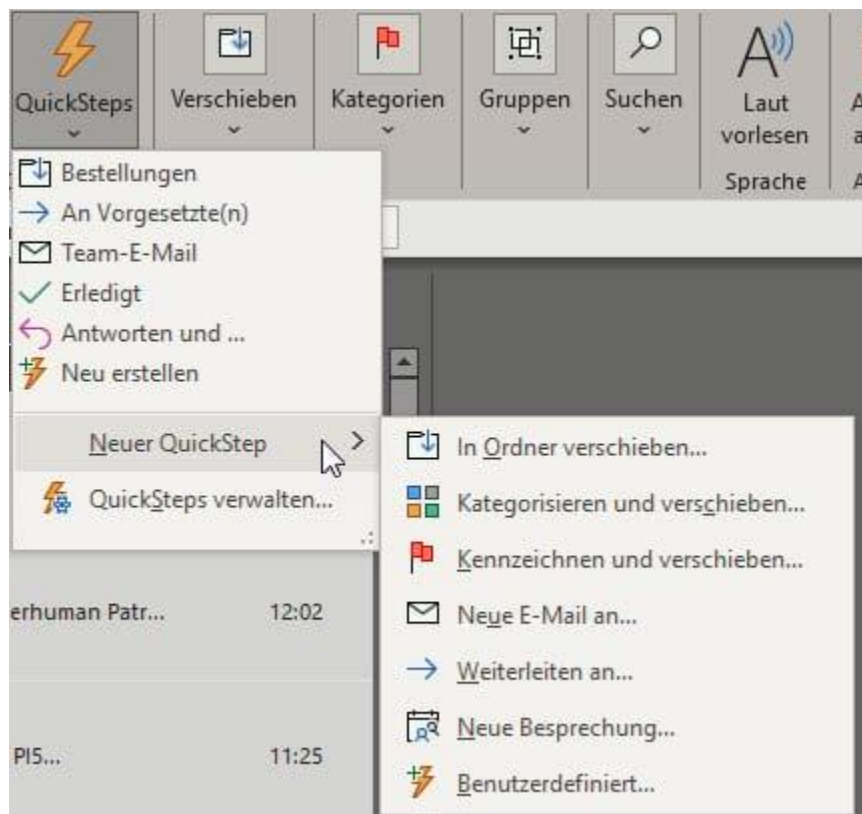 QuickSteps
Verschieben
Kategorien
Gruppen
Suchen
Laut
vorlesen
Sprache
Bestellungen
An Vorgesetzte(n)
Team-E-Mail
Erledigt
Antworten und ...
Neu erstellen
Neuer QuickStep
QuickSteps verwalten...
In Ordner verschieben...
Kategorisieren und verschieben...
Kennzeichnen und verschieben...
Neue E-Mail an...
Weiterleiten an...
Neue Besprechung...
Benutzerdefiniert...
erhuman Patr... 12:02
PI5... 11:25